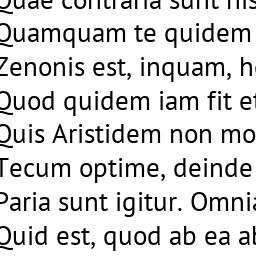 Quae contraria sunt his
Quamquam te quidem
Zenonis est, inquam, h
Quod quidem iam fit et
Quis Aristidem non mo
Tecum optime, deinde
Paria sunt igitur. Omnia
Quid est, quod ab ea ab